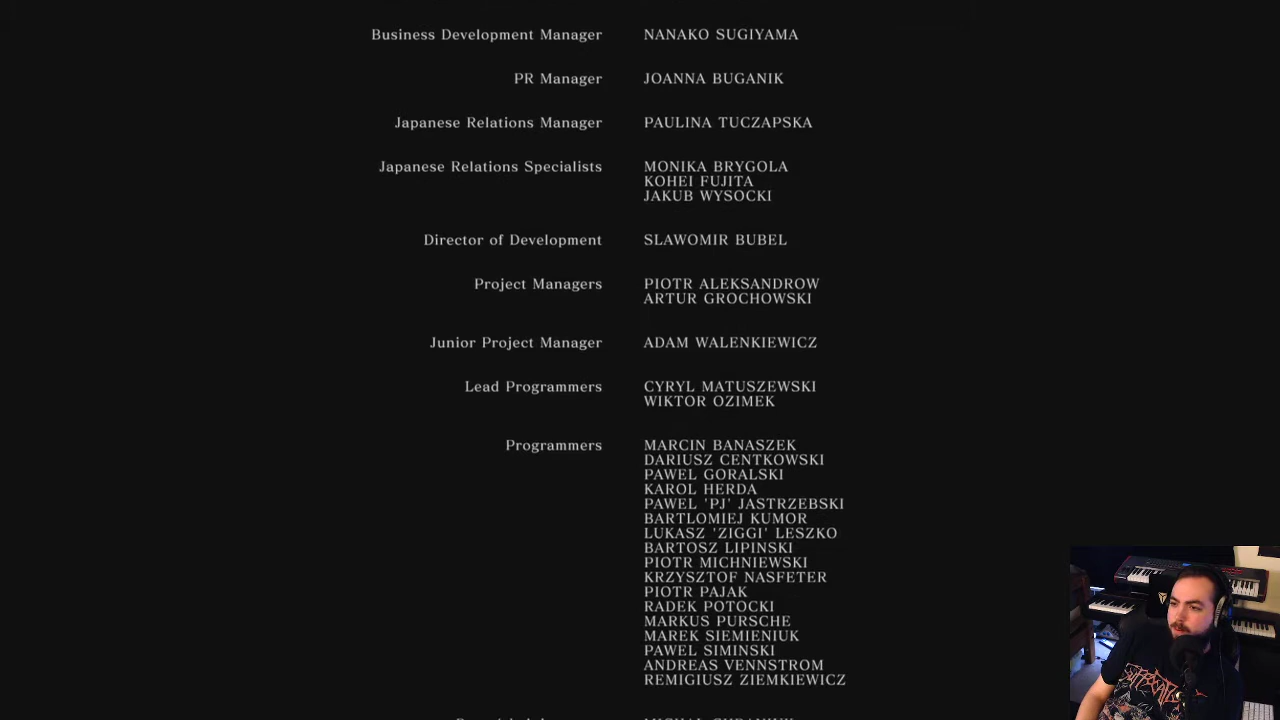 Business Development Manager NANAKO SUGIYAMA
PR Manager JOANNA BUGANIK
Japanese Relations Manager PAULINA TUCZAPSKA
Japanese Relations Specialists MONIKA BRYGOLA
KOHEI FUJITA
JAKUB WYSOCKI
Director of Development SLAWOMIR BUBEL
Project Managers PIOTR ALEKSANDROW
ARTUR GROCHOWSKI
Junior Project Manager ADAM WALENKIEWICZ
Lead Programmers CYRYL MATUSZEWSKI
WIKTOR OZIMEK
Programmers MARCIN BANASZEK
DARIUSZ CENTKOWSKI
PAWEL GORALSKI
KAROL HERDA
PAWEL 'PJ' JASTRZEBSKI
BARTLOMIEJ KUMOR
LUKASZ 'ZIGGI' LESZKO
BARTOSZ LIPINSKI
PIOTR MICHNIEWSKI
KRZYSZTOF NASFETER
PIOTR PAJAK
RADEK POTOCKI
MARKUS PURSCHE
MAREK SIEMIENIUK
PAWEL SIMINSKI
ANDREAS VENNSTROM
REMIGIUSZ ZIEMKIEWICZ